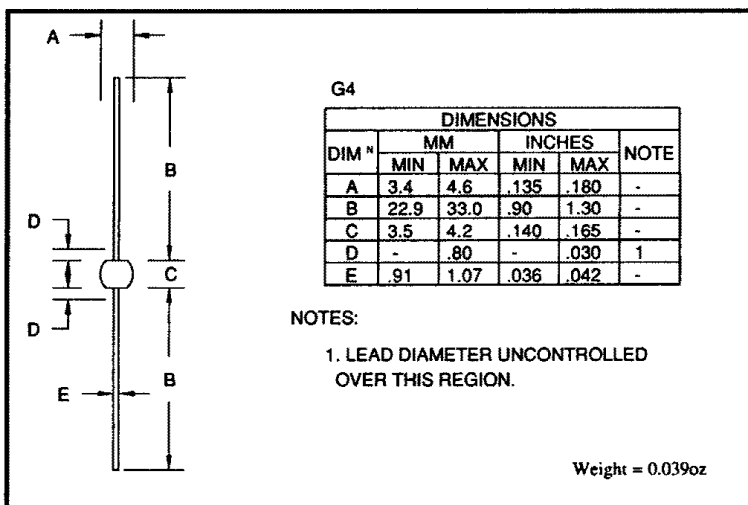 A
B
D
C
D
E
B
G4
DIMENSIONS
DIM ᴺ MM INCHES NOTE
MIN MAX MIN MAX
A 3.4 4.6 .135 .180 -
B 22.9 33.0 .90 1.30 -
C 3.5 4.2 .140 .165 -
D - .80 - .030 1
E .91 1.07 .036 .042 -
NOTES:
1. LEAD DIAMETER UNCONTROLLED
OVER THIS REGION.
Weight = 0.039oz